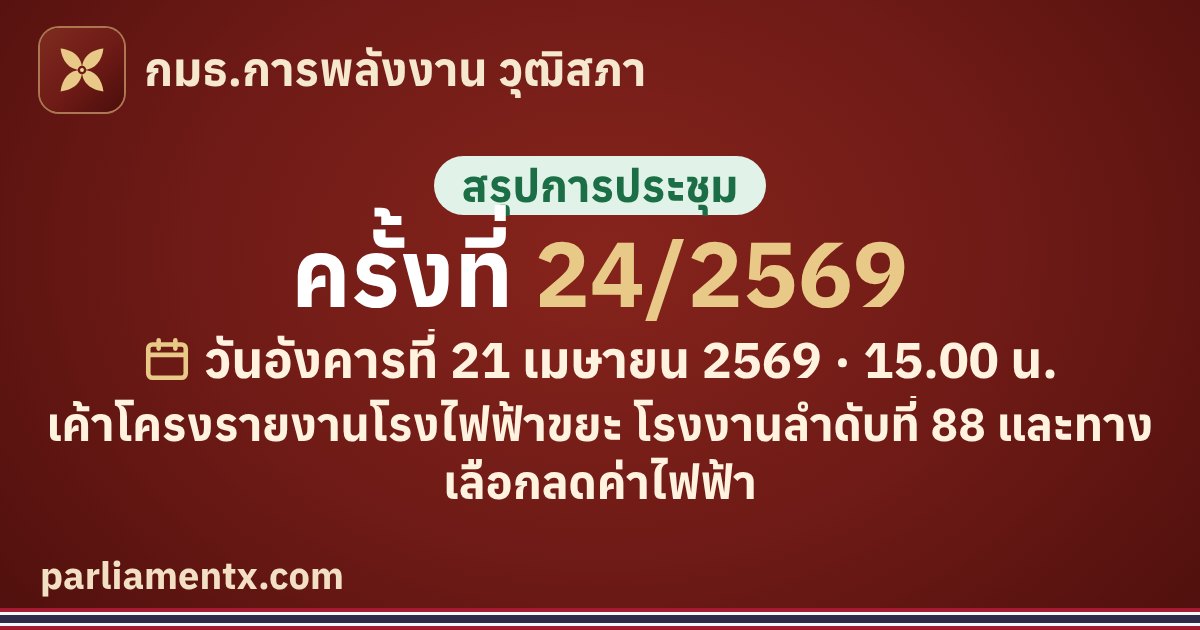 กมธ.การพลังงาน วุฒิสภา
สรุปการประชุม
ครั้งที่ 24/2569
วันอังคารที่ 21 เมษายน 2569 · 15.00 น.
เค้าโครงรายงานโรงไฟฟ้าขยะ โรงงานลำดับที่ 88 และทาง
เลือกลดค่าไฟฟ้า
parliamentx.com